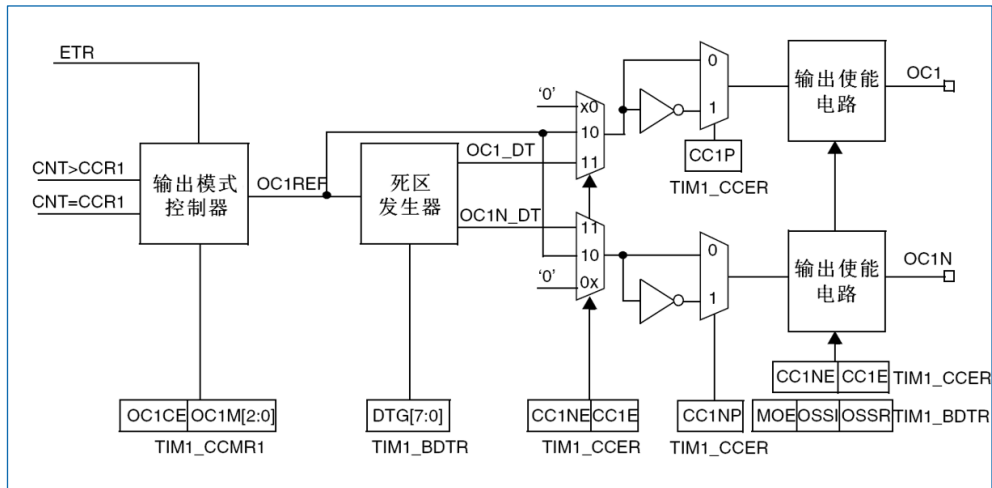 ETR
CNT>CCR1
CNT=CCR1
输出模式
控制器
OC1REF
死区
发生器
OC1_DT
OC1N_DT
'0'
x0
10
11
11
10
0x
'0'
0
1
CC1P
TIM1_CCER
0
1
输出使能
电路
OC1
输出使能
电路
OC1N
OC1CE OC1M[2:0]
TIM1_CCMR1
DTG[7:0]
TIM1_BDTR
CC1NE CC1E
TIM1_CCER
CC1NP
TIM1_CCER
CC1NE CC1E TIM1_CCER
MOE OSSI OSSR TIM1_BDTR